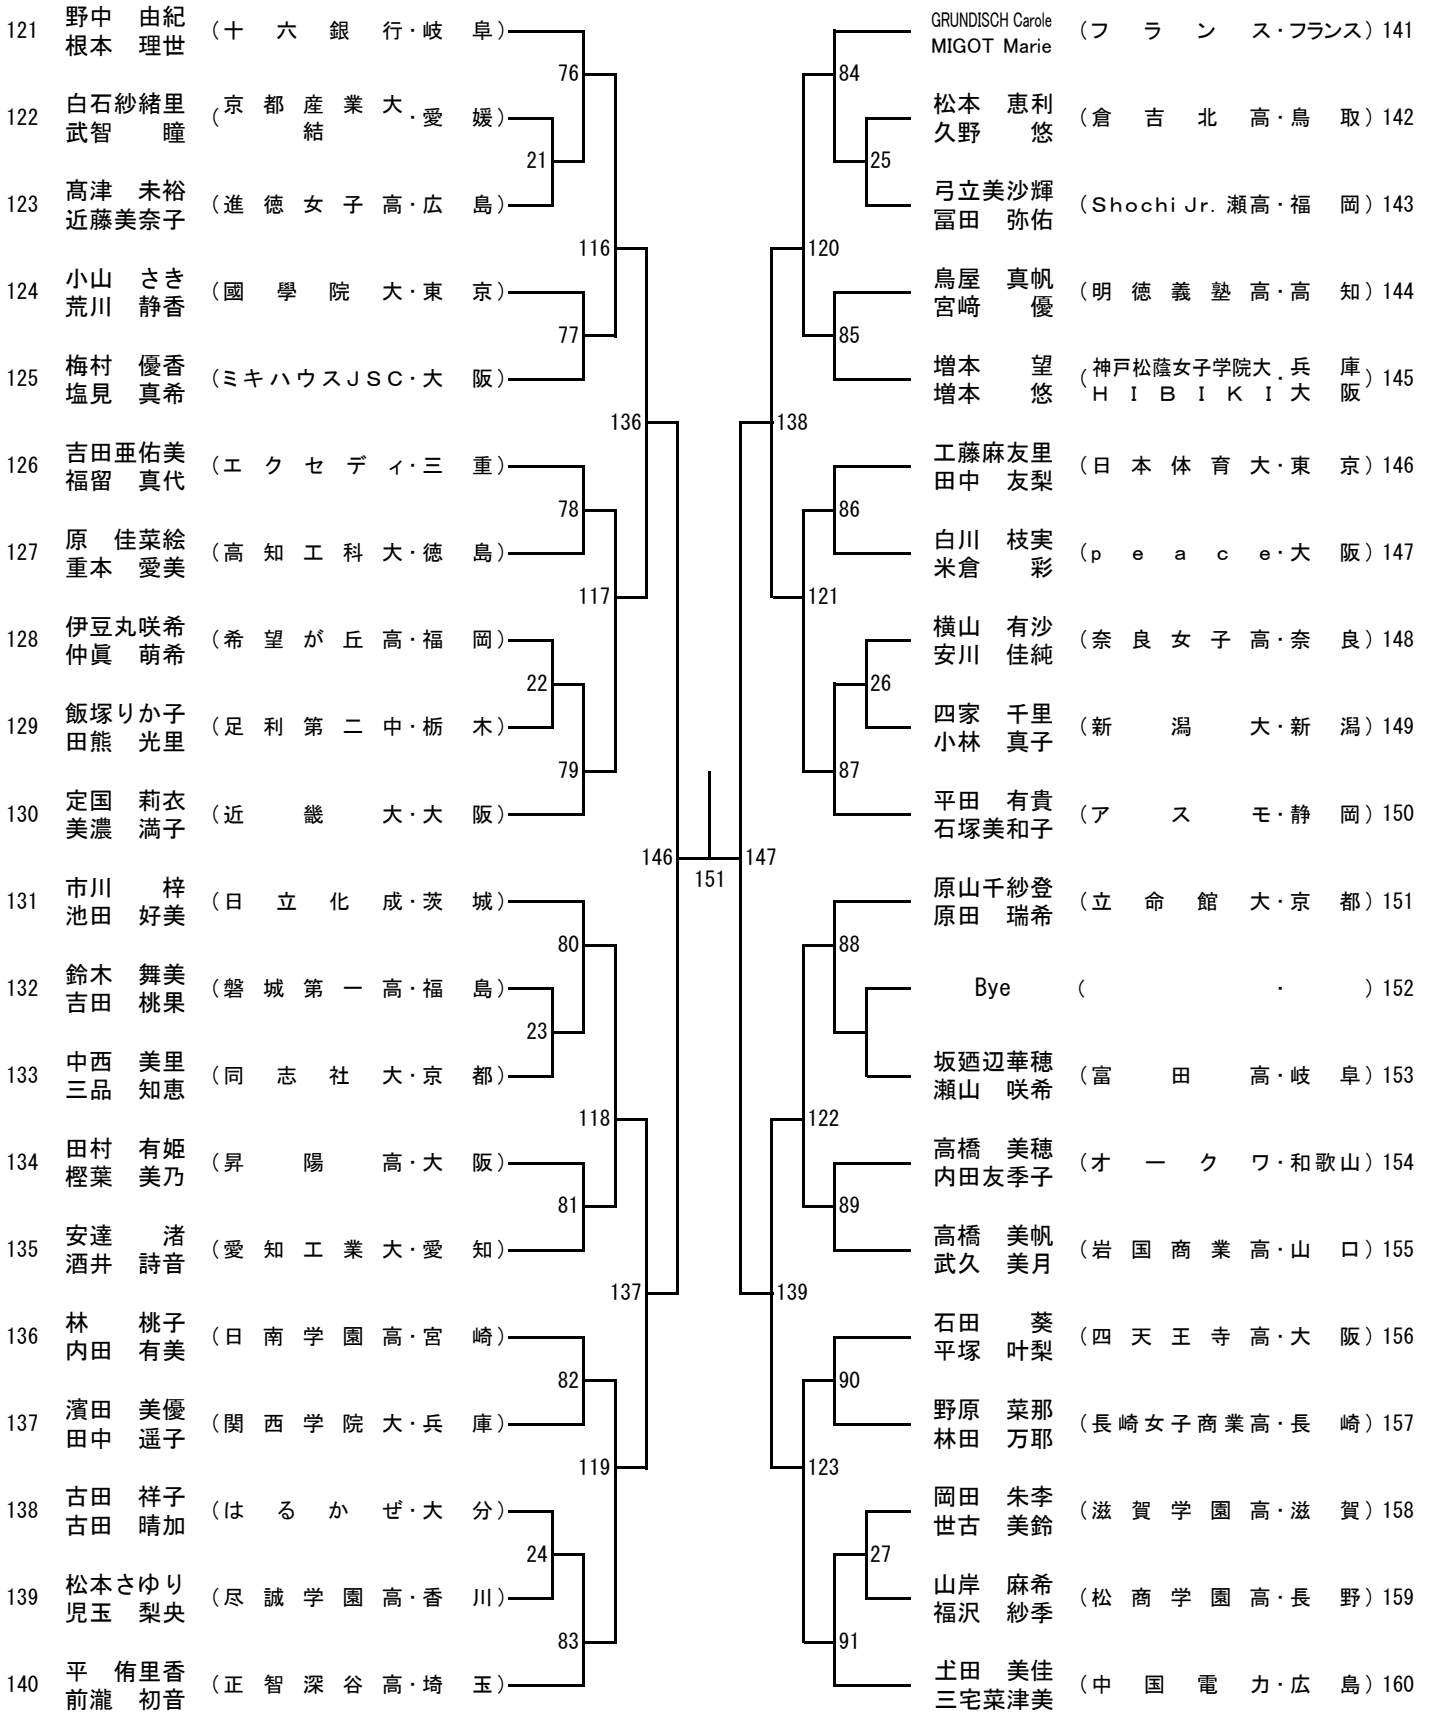 121 野中 由紀 (十六銀行・岐阜)
根本 理世
76
122 白石紗緒里 (京都産業大・愛媛)
武智 瞳 結
21
123 髙津 未裕 (進徳女子高・広島)
近藤美奈子
116
124 小山 さき (國學院大・東京)
荒川 静香
77
125 梅村 優香 (ミキハウスJSC・大阪)
塩見 真希
136
126 吉田亜佑美 (エクセディ・三重)
福留 真代
78
127 原 佳菜絵 (高知工科大・徳島)
重本 愛美
117
128 伊豆丸咲希 (希望が丘高・福岡)
仲眞 萌希
22
129 飯塚りか子 (足利第二中・栃木)
田熊 光里
79
130 定国 莉衣 (近畿大・大阪)
美濃 満子
146
131 市川 梓 (日立化成・茨城)
池田 好美
80
132 鈴木 舞美 (磐城第一高・福島)
吉田 桃果
23
133 中西 美里 (同志社大・京都)
三品 知恵
118
134 田村 有姫 (昇陽高・大阪)
樫葉 美乃
81
135 安達 渚 (愛知工業大・愛知)
酒井 詩音
137
136 林 桃子 (日南学園高・宮崎)
内田 有美
82
137 濱田 美優 (関西学院大・兵庫)
田中 遥子
119
138 古田 祥子 (はるかぜ・大分)
古田 晴加
24
139 松本さゆり (尽誠学園高・香川)
児玉 梨央
83
140 平 侑里香 (正智深谷高・埼玉)
前瀧 初音
151
GRUNDISCH Carole (フランス・フランス) 141
MIGOT Marie
84
松本 恵利 (倉吉北高・鳥取) 142
久野 悠
25
弓立美沙輝 (Shochi Jr. 瀬高・福岡) 143
冨田 弥佑
120
鳥屋 真帆 (明徳義塾高・高知) 144
宮﨑 優
85
増本 望 (神戸松蔭女子学院大・兵庫) 145
増本 悠 HIBIKI 大阪
138
工藤麻友里 (日本体育大・東京) 146
田中 友梨
86
白川 枝実 (peace・大阪) 147
米倉 彩
121
横山 有沙 (奈良女子高・奈良) 148
安川 佳純
26
四家 千里 (新潟大・新潟) 149
小林 真子
87
平田 有貴 (アスモ・静岡) 150
石塚美和子
147
原山千紗登 (立命館大・京都) 151
原田 瑞希
88
Bye ( ・ ) 152
坂廼辺華穂 (富田高・岐阜) 153
瀬山 咲希
122
高橋 美穂 (オークワ・和歌山) 154
内田友季子
89
高橋 美帆 (岩国商業高・山口) 155
武久 美月
139
石田 葵 (四天王寺高・大阪) 156
平塚 叶梨
90
野原 菜那 (長崎女子商業高・長崎) 157
林田 万耶
123
岡田 朱李 (滋賀学園高・滋賀) 158
世古 美鈴
27
山岸 麻希 (松商学園高・長野) 159
福沢 紗季
91
田 美佳 (中国電力・広島) 160
三宅菜津美